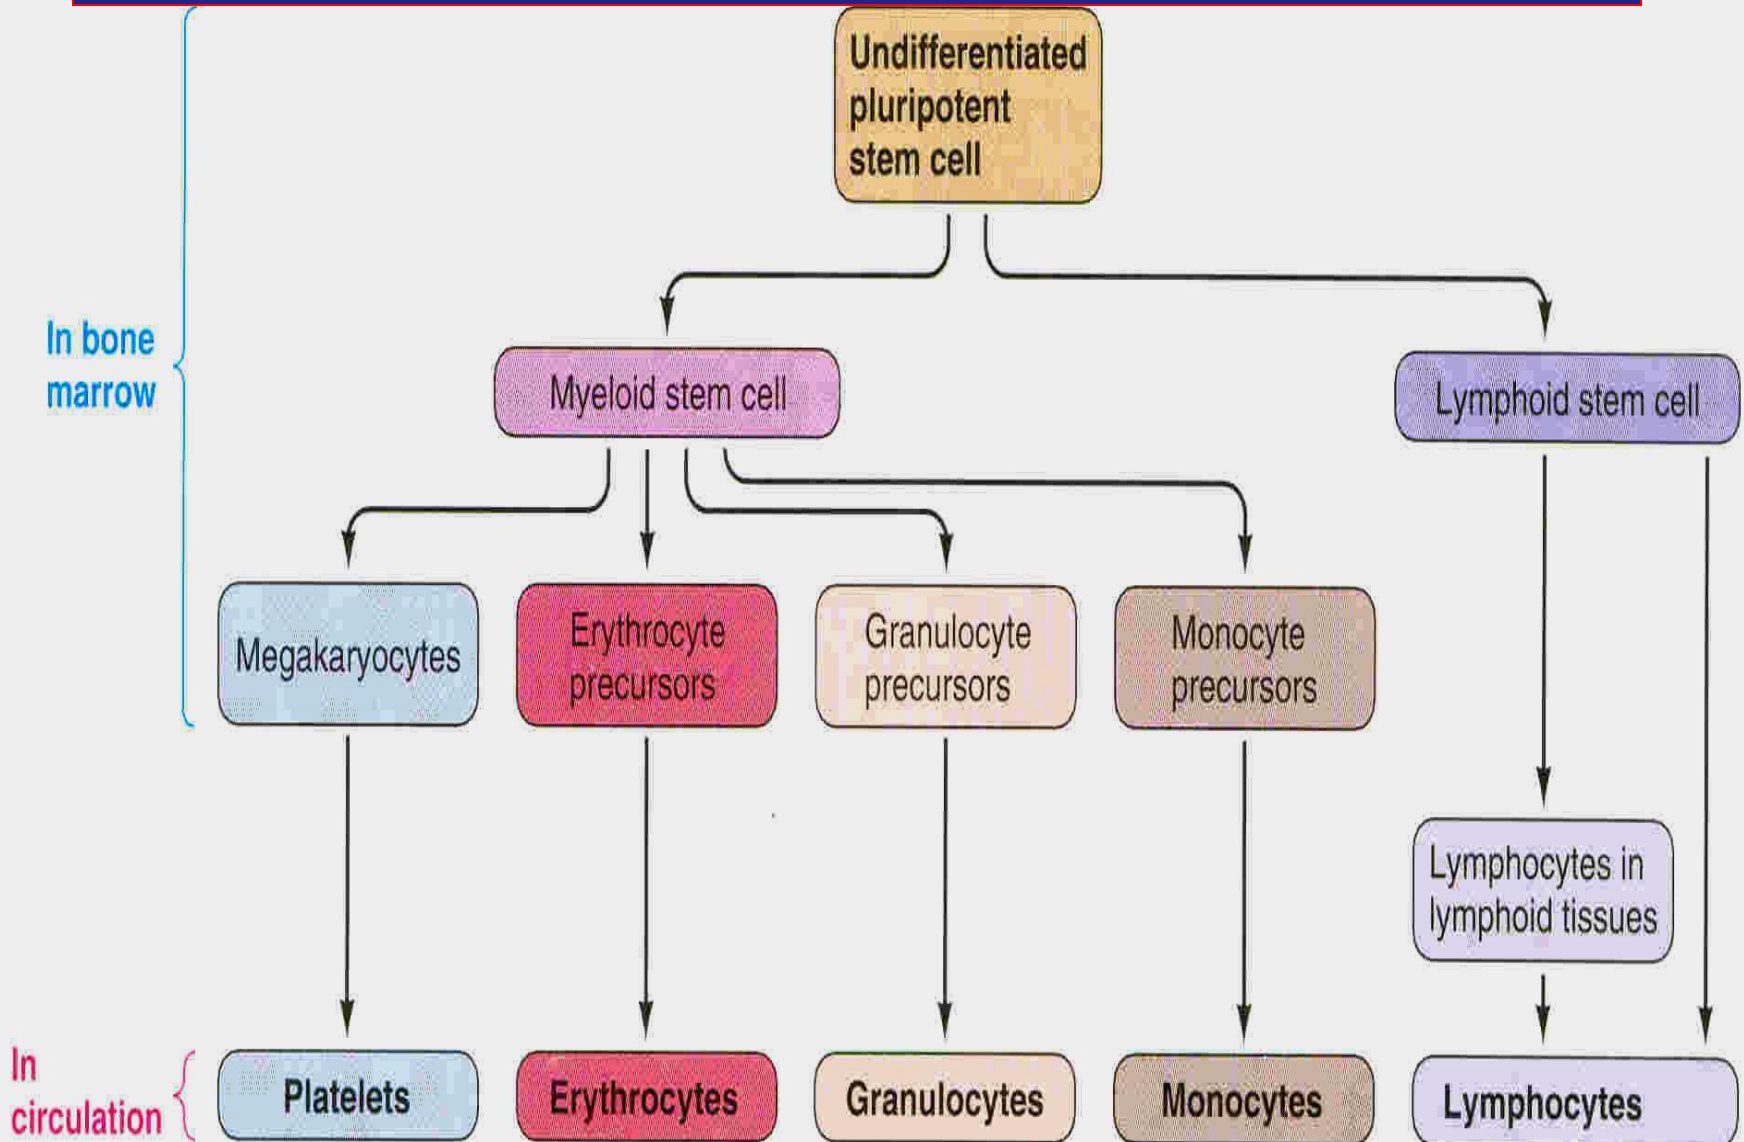 Undifferentiated
pluripotent
stem cell
In bone
marrow
Myeloid stem cell
Lymphoid stem cell
Megakaryocytes
Erythrocyte
precursors
Granulocyte
precursors
Monocyte
precursors
Lymphocytes in
lymphoid tissues
In
circulation
Platelets
Erythrocytes
Granulocytes
Monocytes
Lymphocytes